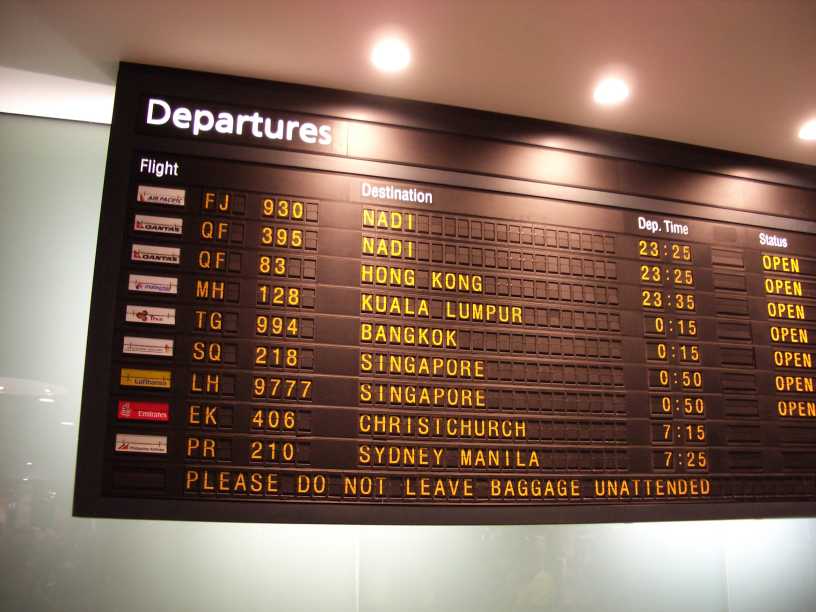 Departures
Flight Destination Dep. Time Status
AIR PACIFIC FJ 930 NADI 23:25 OPEN
QANTAS QF 395 NADI 23:25 OPEN
QANTAS QF 83 HONG KONG 23:35 OPEN
MH 128 KUALA LUMPUR 0:15 OPEN
THAI TG 994 BANGKOK 0:15 OPEN
SQ 218 SINGAPORE 0:50 OPEN
Lufthansa LH 9777 SINGAPORE 0:50 OPEN
Emirates EK 406 CHRISTCHURCH 7:15
PR 210 SYDNEY MANILA 7:25
PLEASE DO NOT LEAVE BAGGAGE UNATTENDED